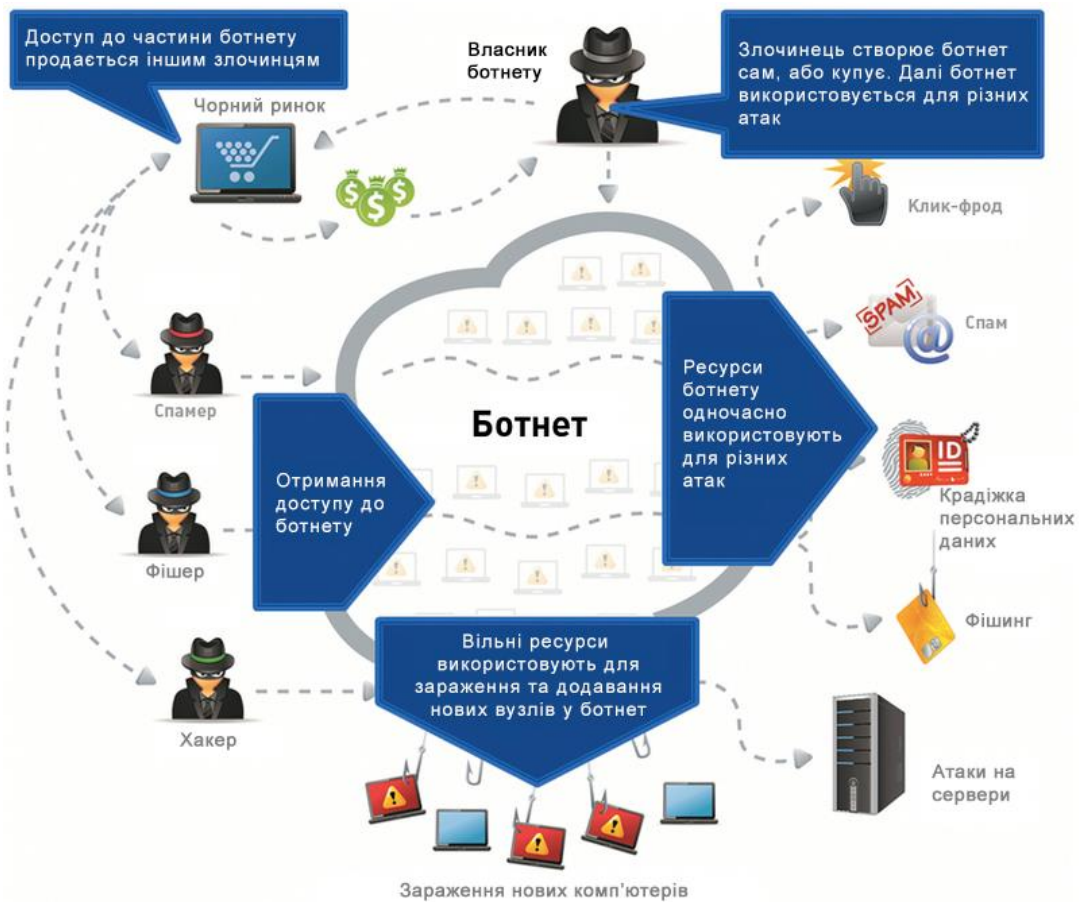 Доступ до частини ботнету
продається іншим злочинцям
Власник
ботнету
Злочинець створює ботнет
сам, або купує. Далі ботнет
використовується для різних
атак
Чорний ринок
$
$
$
Клик-фрод
SPAM
@
Спам
Спамер
Ботнет
Ресурси
ботнету
одночасно
використовують
для різних
атак
ID
Крадіжка
персональних
даних
Отримання
доступу до
ботнету
Фішер
Фішинг
Вільні ресурси
використовують для
зараження та додавання
нових вузлів у ботнет
Хакер
Атаки на
сервери
Зараження нових комп'ютерів